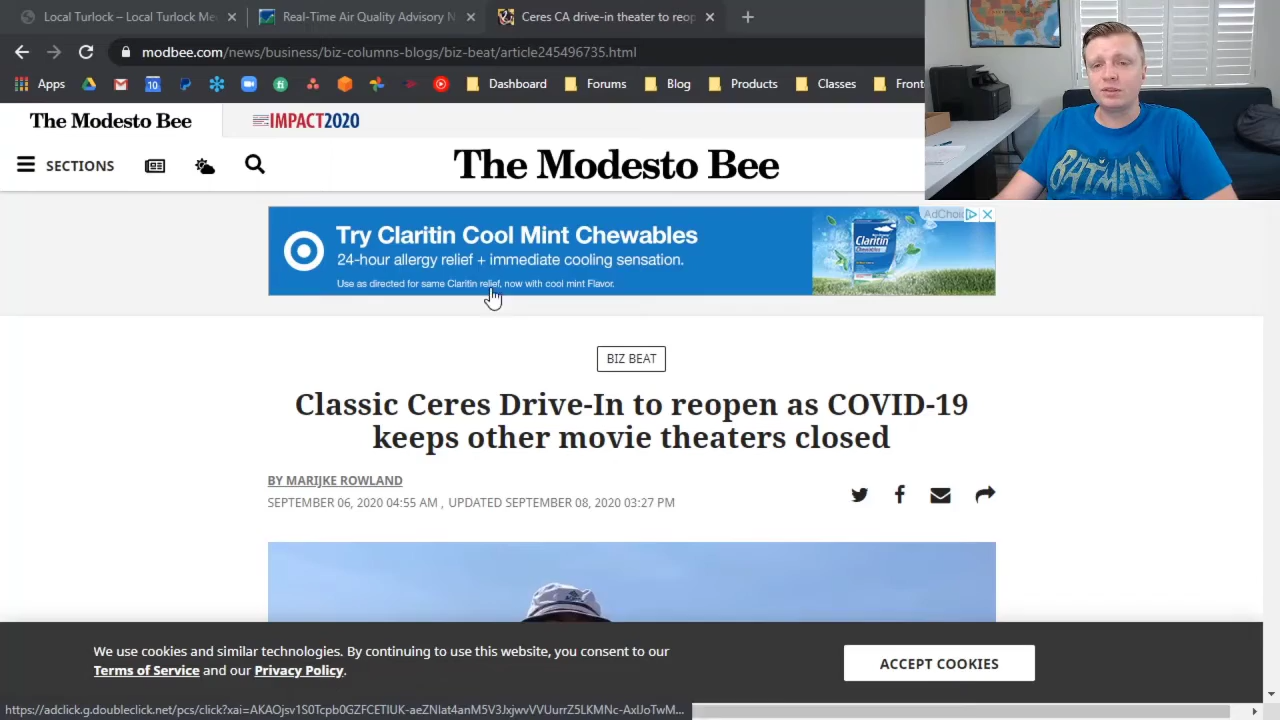 Local Turlock – Local Turlock Me
Real-Time Air Quality Advisory N
Ceres CA drive-in theater to reop
modbee.com/news/business/biz-columns-blogs/biz-beat/article245496735.html
Apps
10
Dashboard
Forums
Blog
Products
Classes
Front
BATMAN
The Modesto Bee
IMPACT2020
SECTIONS
The Modesto Bee
AdChoi
Try Claritin Cool Mint Chewables
24-hour allergy relief + immediate cooling sensation.
Use as directed for same Claritin relief, now with cool mint Flavor.
Claritin
BIZ BEAT
Classic Ceres Drive-In to reopen as COVID-19
keeps other movie theaters closed
BY MARIJKE ROWLAND
SEPTEMBER 06, 2020 04:55 AM , UPDATED SEPTEMBER 08, 2020 03:27 PM
We use cookies and similar technologies. By continuing to use this website, you consent to our
Terms of Service and our Privacy Policy.
ACCEPT COOKIES